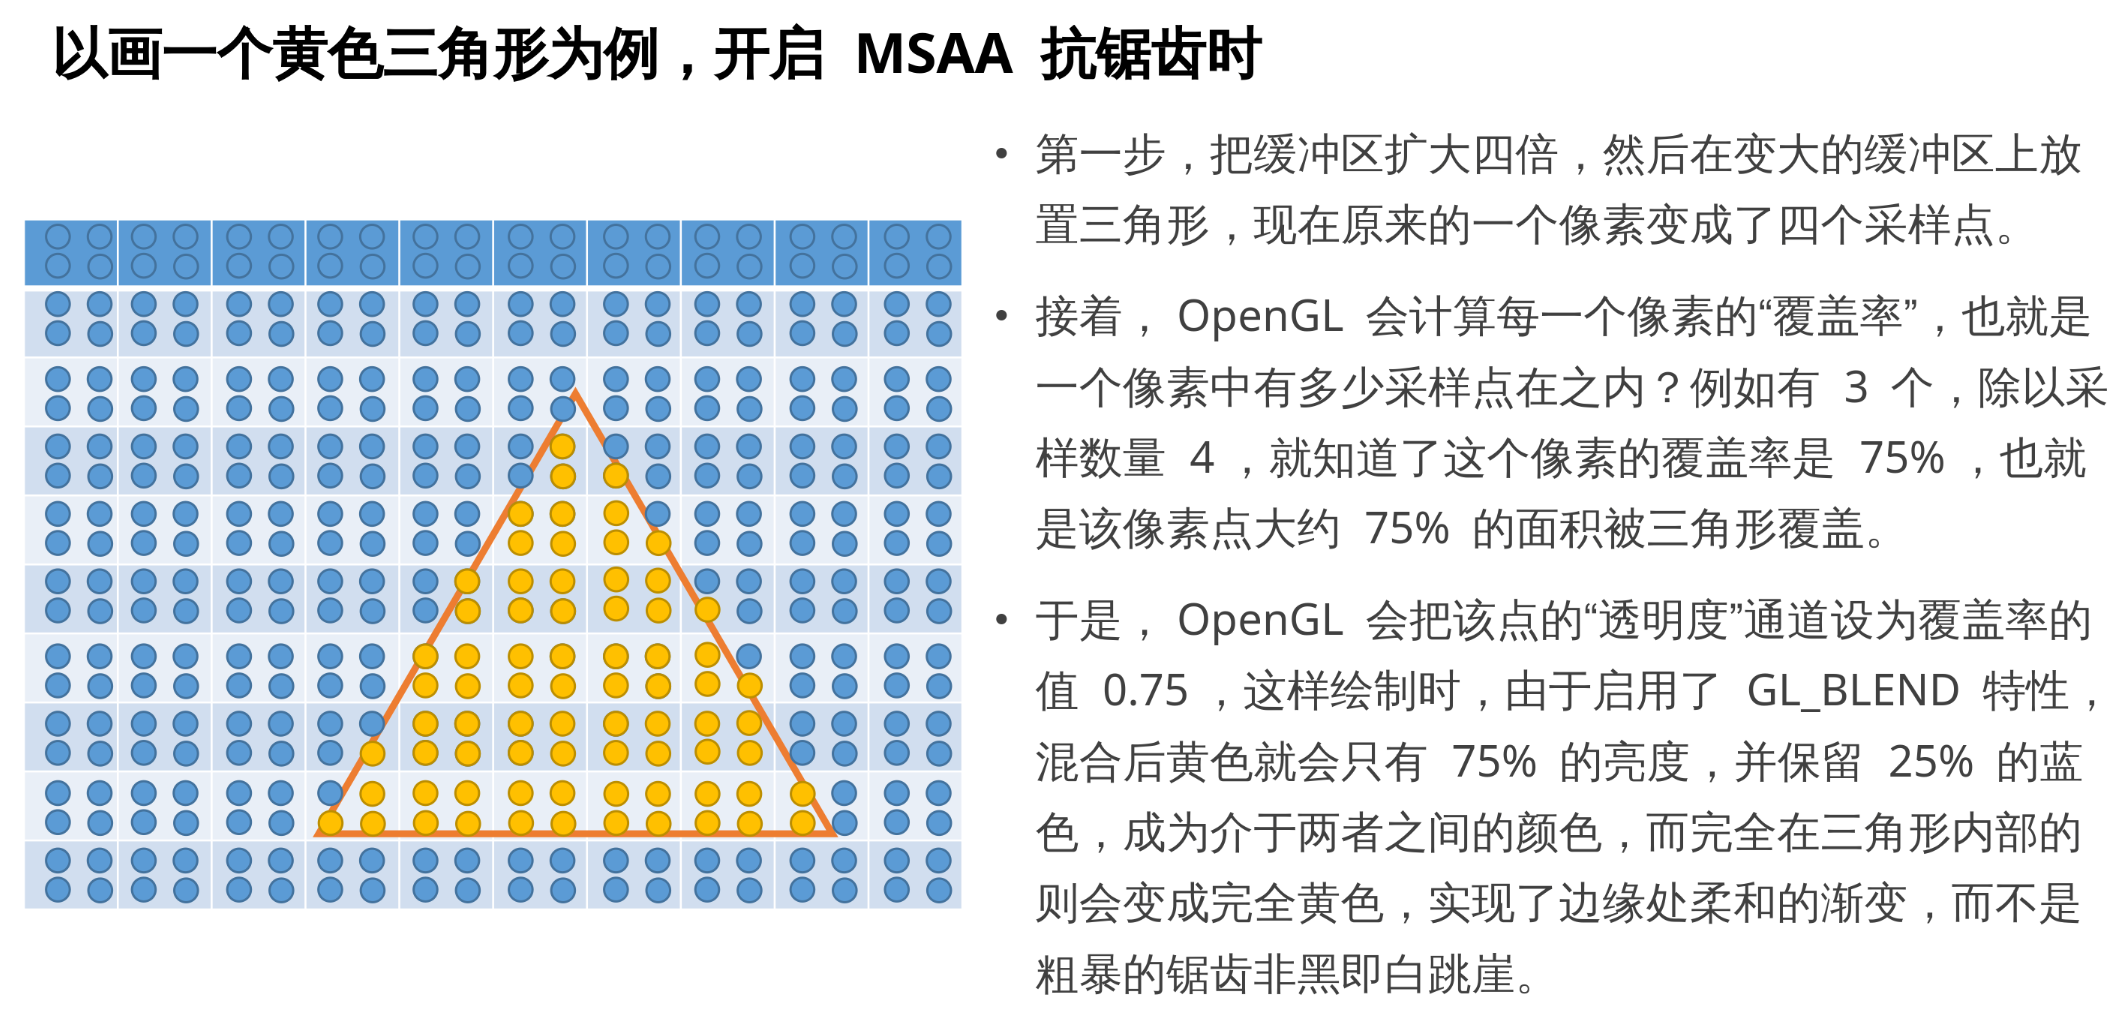 以画一个黄色三角形为例，开启 MSAA 抗锯齿时
• 第一步，把缓冲区扩大四倍，然后在变大的缓冲区上放
置三角形，现在原来的一个像素变成了四个采样点。
• 接着， OpenGL 会计算每一个像素的“覆盖率”，也就是
一个像素中有多少采样点在之内？例如有 3 个，除以采
样数量 4 ，就知道了这个像素的覆盖率是 75% ，也就
是该像素点大约 75% 的面积被三角形覆盖。
• 于是， OpenGL 会把该点的“透明度”通道设为覆盖率的
值 0.75 ，这样绘制时，由于启用了 GL_BLEND 特性，
混合后黄色就会只有 75% 的亮度，并保留 25% 的蓝
色，成为介于两者之间的颜色，而完全在三角形内部的
则会变成完全黄色，实现了边缘处柔和的渐变，而不是
粗暴的锯齿非黑即白跳崖。